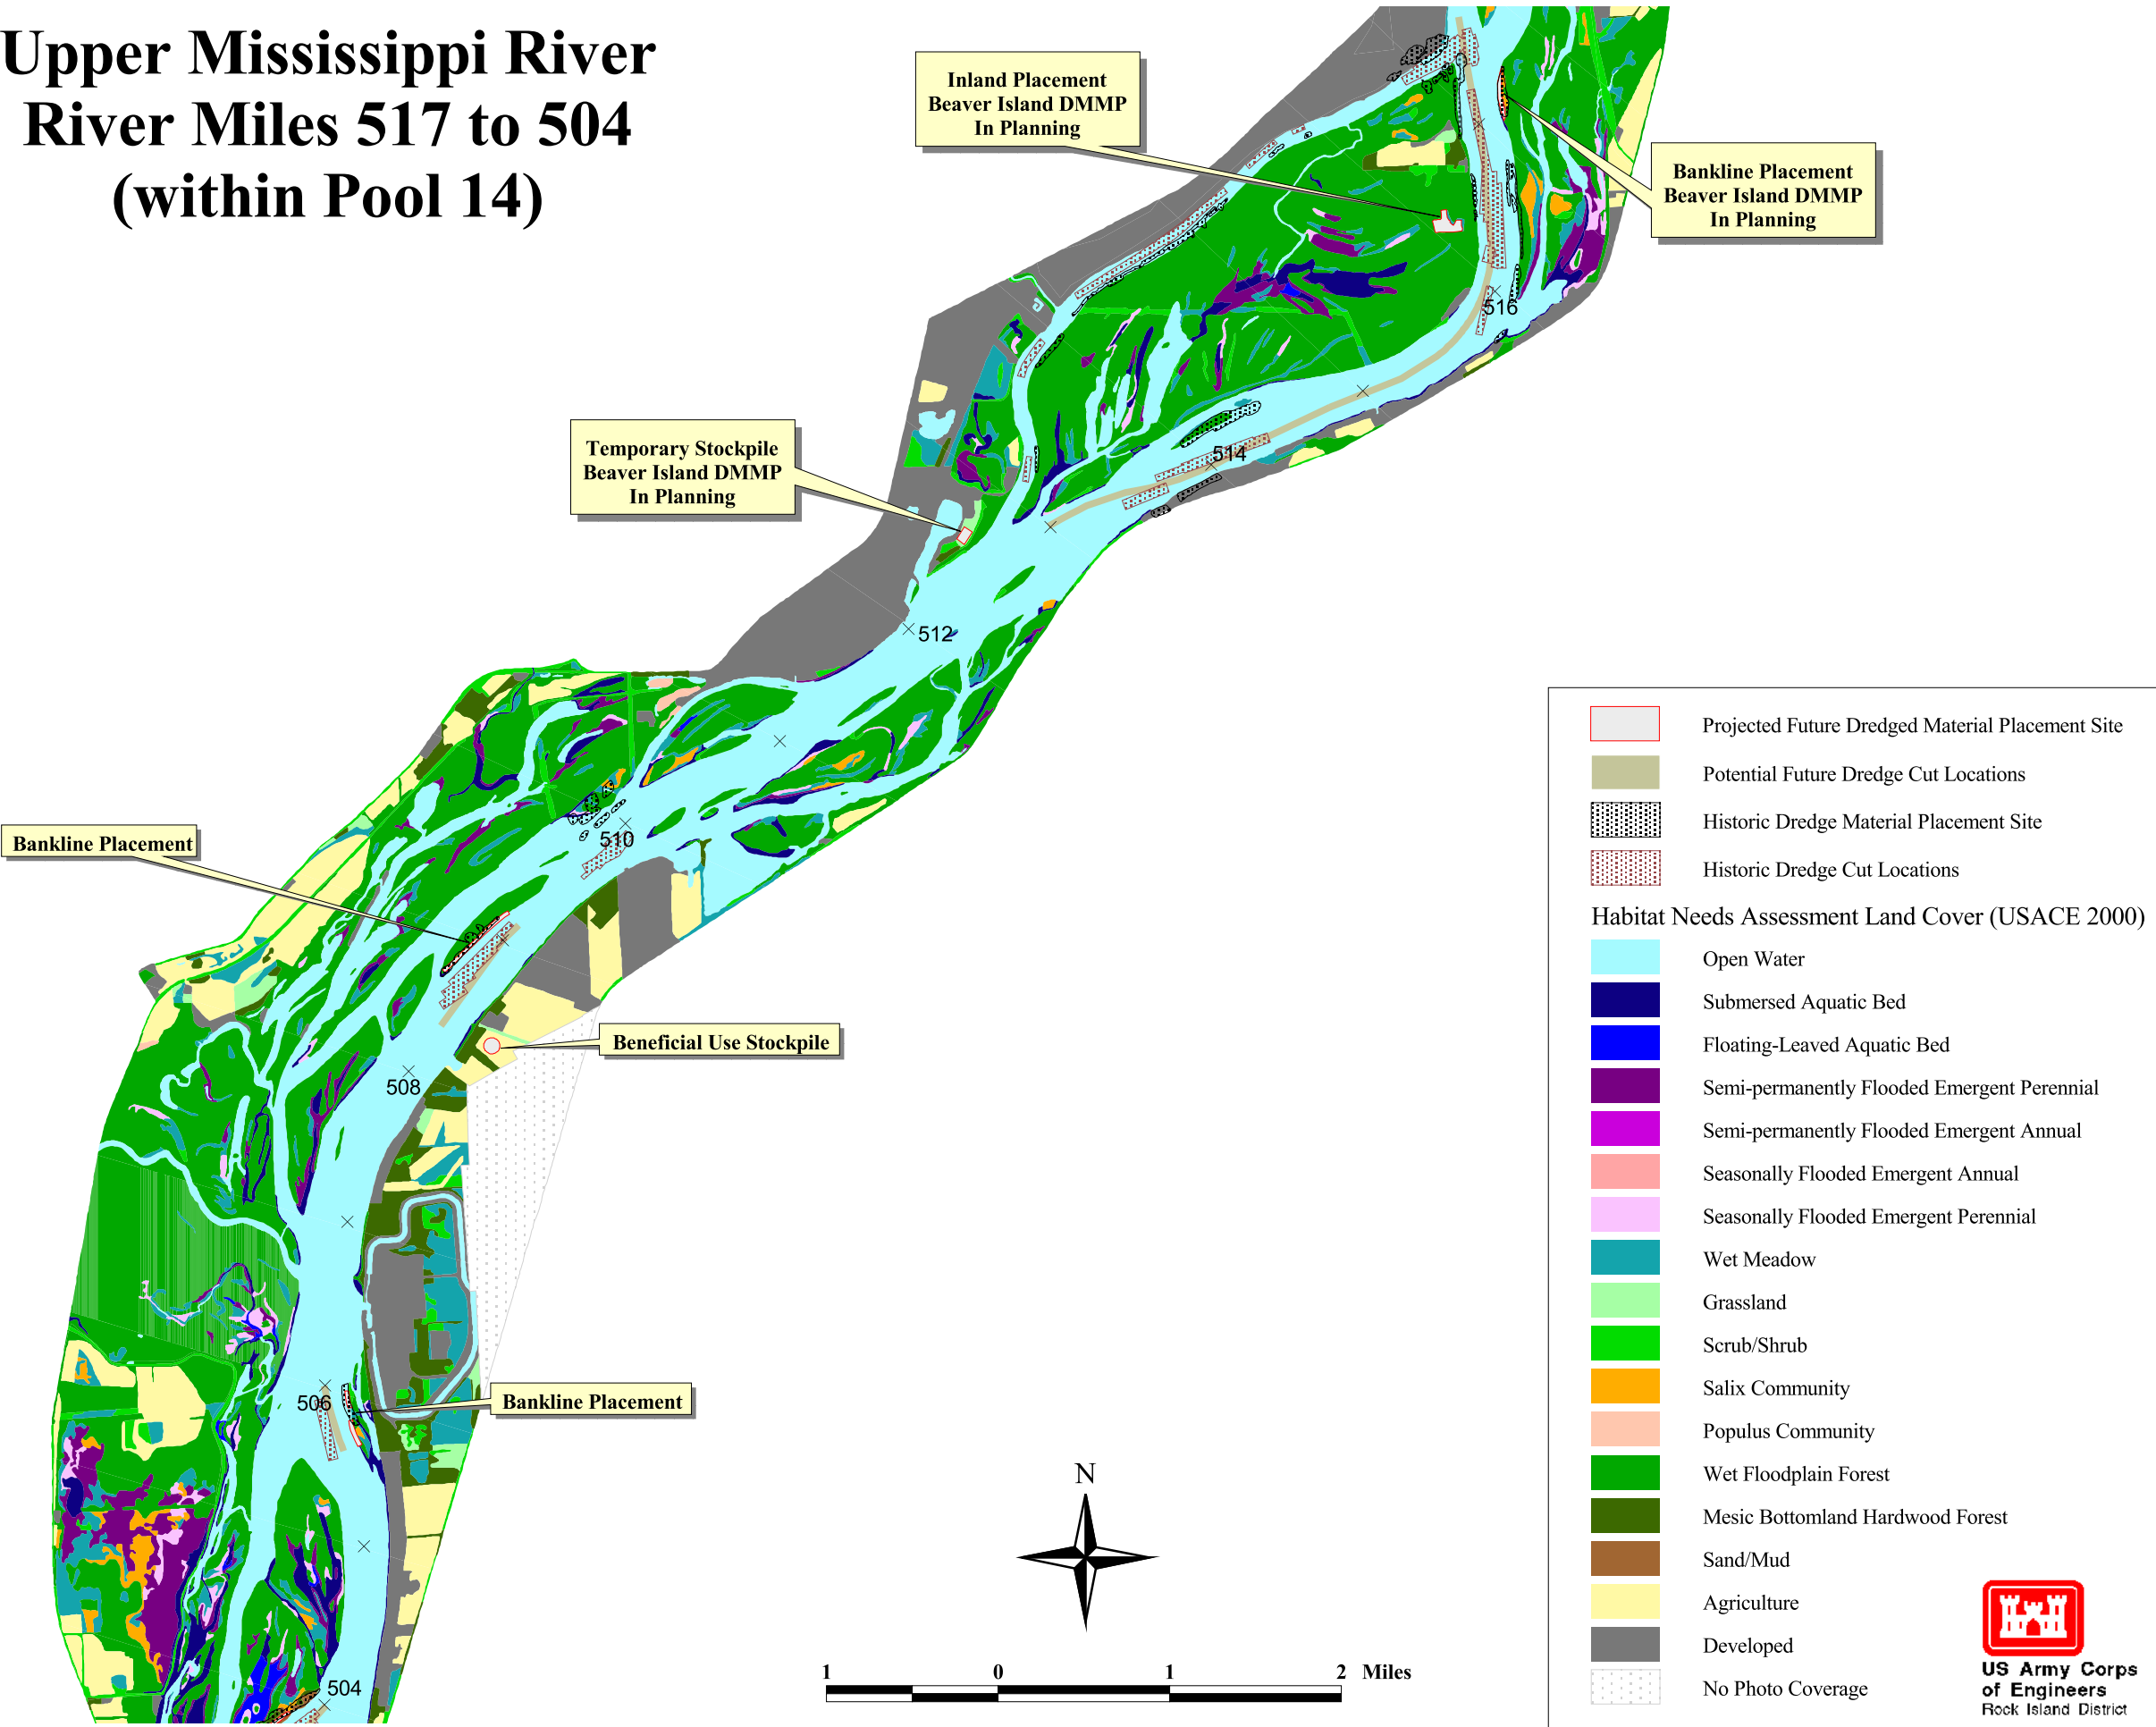 Upper Mississippi River
River Miles 517 to 504
(within Pool 14)
Inland Placement
Beaver Island DMMP
In Planning
Bankline Placement
Beaver Island DMMP
In Planning
516
Temporary Stockpile
Beaver Island DMMP
In Planning
514
512
Bankline Placement
510
Beneficial Use Stockpile
508
506
Bankline Placement
504
N
1 0 1 2 Miles
Projected Future Dredged Material Placement Site
Potential Future Dredge Cut Locations
Historic Dredge Material Placement Site
Historic Dredge Cut Locations
Habitat Needs Assessment Land Cover (USACE 2000)
Open Water
Submersed Aquatic Bed
Floating-Leaved Aquatic Bed
Semi-permanently Flooded Emergent Perennial
Semi-permanently Flooded Emergent Annual
Seasonally Flooded Emergent Annual
Seasonally Flooded Emergent Perennial
Wet Meadow
Grassland
Scrub/Shrub
Salix Community
Populus Community
Wet Floodplain Forest
Mesic Bottomland Hardwood Forest
Sand/Mud
Agriculture
Developed
No Photo Coverage
US Army Corps
of Engineers
Rock Island District